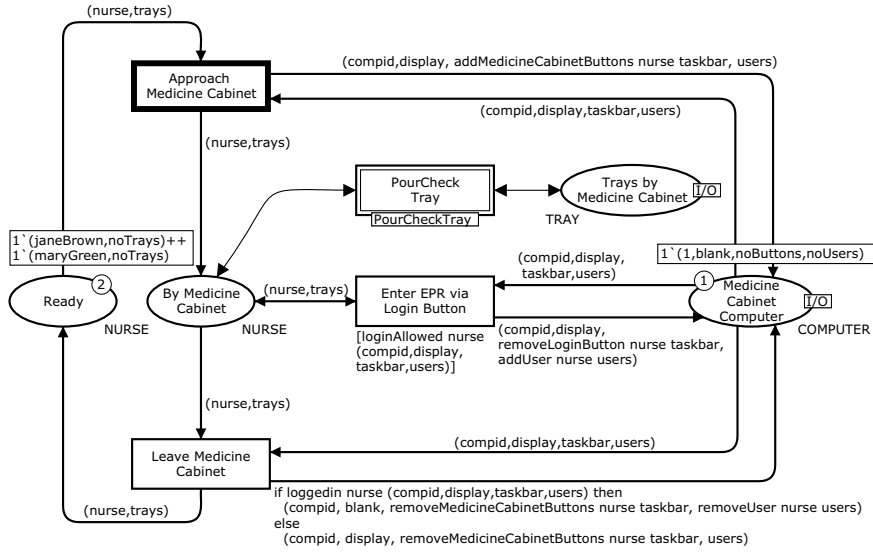 (nurse,trays)
(compid,display, addMedicineCabinetButtons nurse taskbar, users)
Approach
Medicine Cabinet
(compid,display,taskbar,users)
(nurse,trays)
PourCheck
Tray
PourCheckTray
Trays by
Medicine Cabinet
I/O
TRAY
1`(janeBrown,noTrays)++
1`(maryGreen,noTrays)
2
Ready
NURSE
By Medicine
Cabinet
NURSE
(nurse,trays)
Enter EPR via
Login Button
[loginAllowed nurse
(compid,display,
taskbar,users)]
(compid,display,
taskbar,users)
(compid,display,
removeLoginButton nurse taskbar,
addUser nurse users)
1`(1,blank,noButtons,noUsers)
1
Medicine
Cabinet
Computer
I/O
COMPUTER
(nurse,trays)
(compid,display,taskbar,users)
Leave Medicine
Cabinet
(nurse,trays)
if loggedin nurse (compid,display,taskbar,users) then
(compid, blank, removeMedicineCabinetButtons nurse taskbar, removeUser nurse users)
else
(compid, display, removeMedicineCabinetButtons nurse taskbar, users)